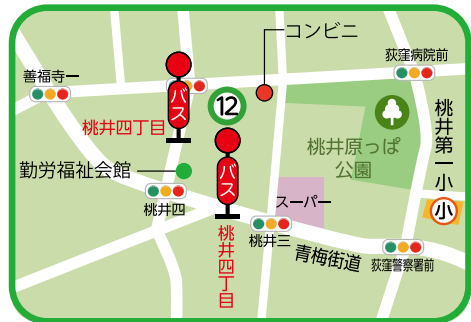 コンビニ
荻窪病院前
善福寺一
バス
12
桃井四丁目
桃井原っぱ
公園
桃井第一小
小
勤労福祉会館
バス
スーパー
桃井四
桃井三
桃井四丁目
青梅街道
荻窪警察署前